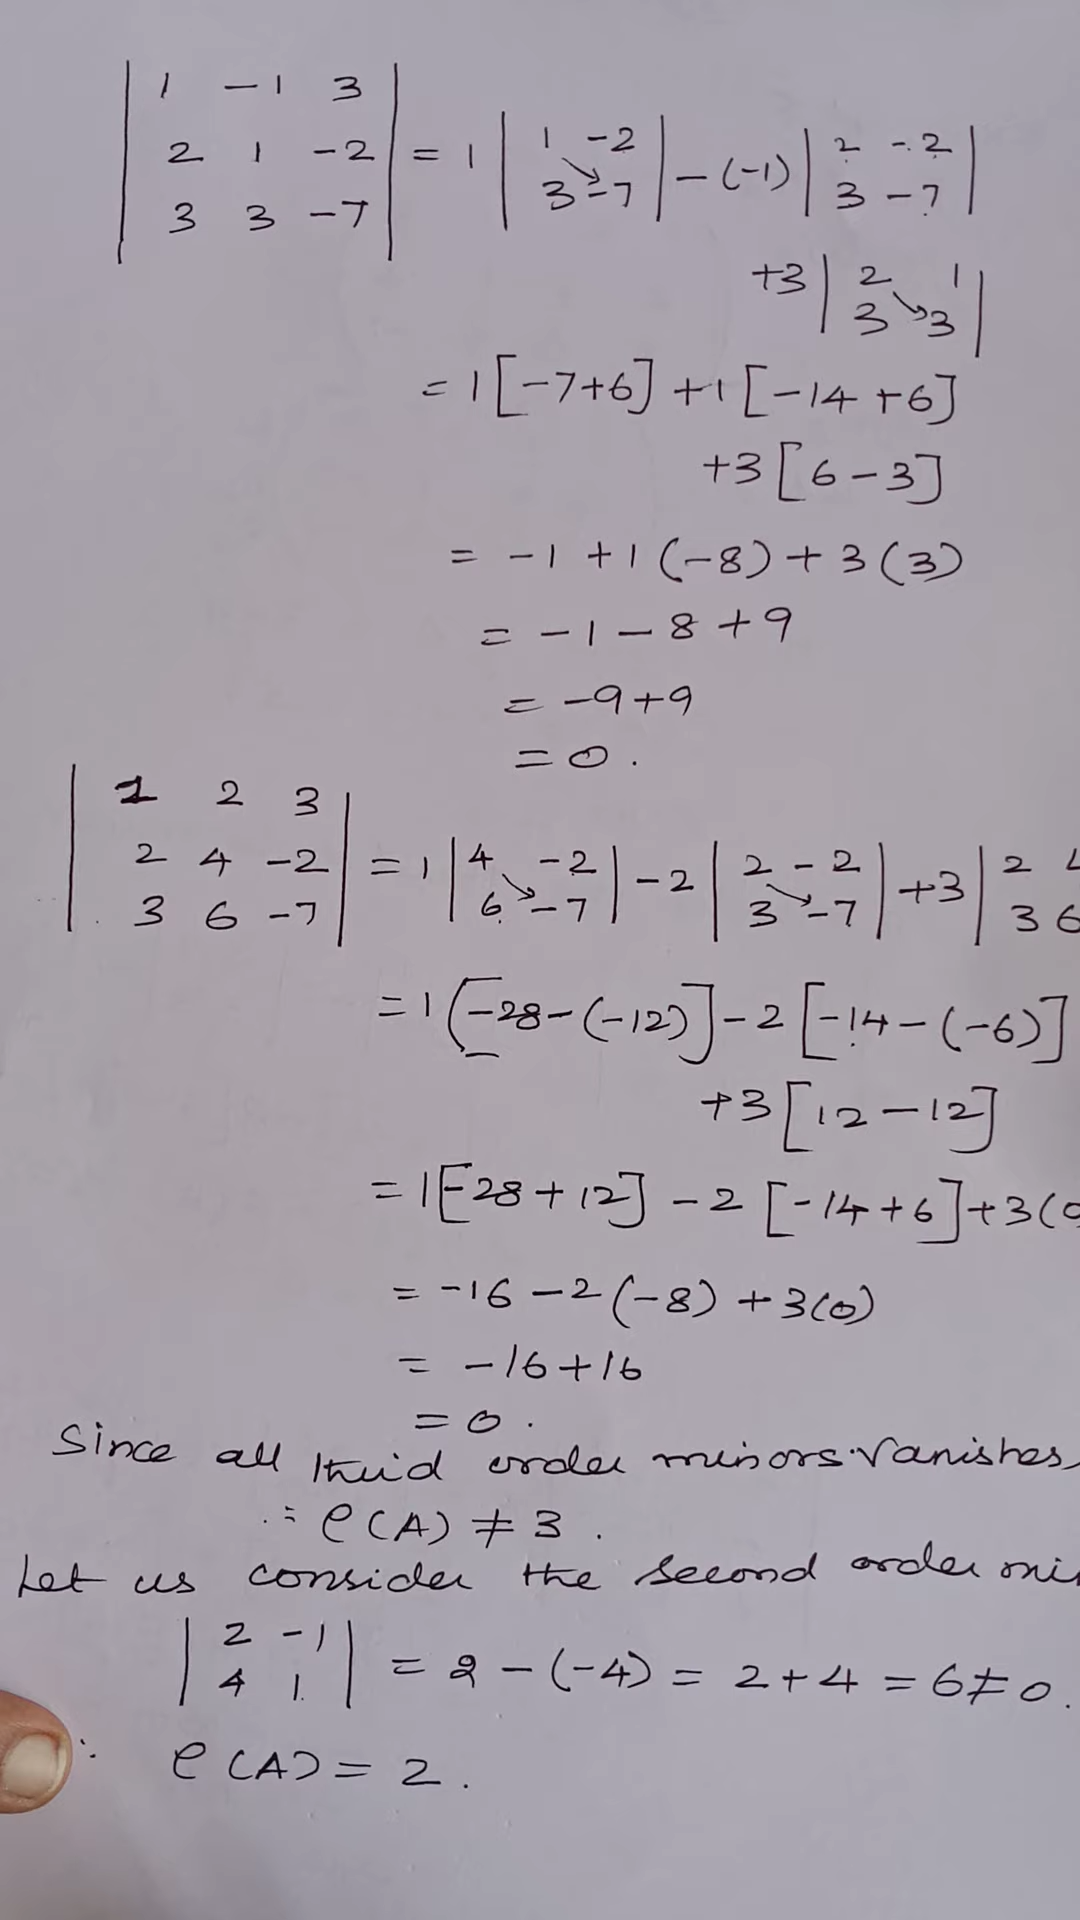 | 1 -1 3 |
| 2 1 -2 | = 1 | 1 -2 | - (-1) | 2 -2 |
| 3 3 -7 | | 3 -7 | | 3 -7 |
+3 | 2 1 |
| 3 3 |
= 1[-7+6] +1[-14+6]
+3[6-3]
= -1 +1(-8) + 3(3)
= -1 - 8 + 9
= -9+9
= 0.
| 1 2 3 |
| 2 4 -2 | = 1 | 4 -2 | -2 | 2 -2 | +3 | 2 4
| 3 6 -7 | | 6 -7 | | 3 -7 | | 3 6
= 1[-28-(-12)] -2[-14-(-6)]
+3[12-12]
= 1[-28+12] -2[-14+6]+3(0
= -16 -2(-8) +3(0)
= -16+16
= 0.
Since all third order minors vanishes
∴ ρ(A) ≠ 3.
Let us consider the second order mi
| 2 -1 |
| 4 1 | = 2 - (-4) = 2+4 = 6≠0.
∴ ρ(A) = 2.